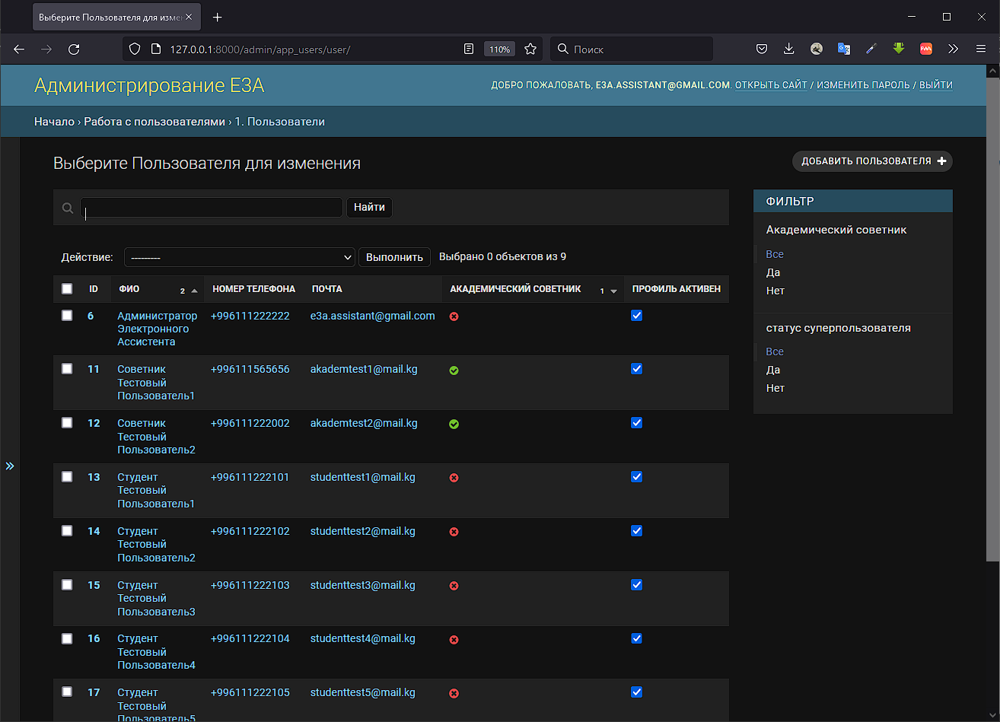 Выберите Пользователя для измен
127.0.0.1:8000/admin/app_users/user/
110%
Поиск
Администрирование E3A
ДОБРО ПОЖАЛОВАТЬ, E3A.ASSISTANT@GMAIL.COM. ОТКРЫТЬ САЙТ / ИЗМЕНИТЬ ПАРОЛЬ / ВЫЙТИ
Начало › Работа с пользователями › 1. Пользователи
Выберите Пользователя для изменения
ДОБАВИТЬ ПОЛЬЗОВАТЕЛЯ +
Найти
Действие: --------- Выполнить Выбрано 0 объектов из 9
ID ФИО 2 НОМЕР ТЕЛЕФОНА ПОЧТА АКАДЕМИЧЕСКИЙ СОВЕТНИК 1 ПРОФИЛЬ АКТИВЕН
6 Администратор +996111222222 e3a.assistant@gmail.com
Электронного
Ассистента
11 Советник +996111565656 akademtest1@mail.kg
Тестовый
Пользователь1
12 Советник +996111222002 akademtest2@mail.kg
Тестовый
Пользователь2
13 Студент +996111222101 studenttest1@mail.kg
Тестовый
Пользователь1
14 Студент +996111222102 studenttest2@mail.kg
Тестовый
Пользователь2
15 Студент +996111222103 studenttest3@mail.kg
Тестовый
Пользователь3
16 Студент +996111222104 studenttest4@mail.kg
Тестовый
Пользователь4
17 Студент +996111222105 studenttest5@mail.kg
Тестовый
Пользователь5
ФИЛЬТР
Академический советник
Все
Да
Нет
статус суперпользователя
Все
Да
Нет